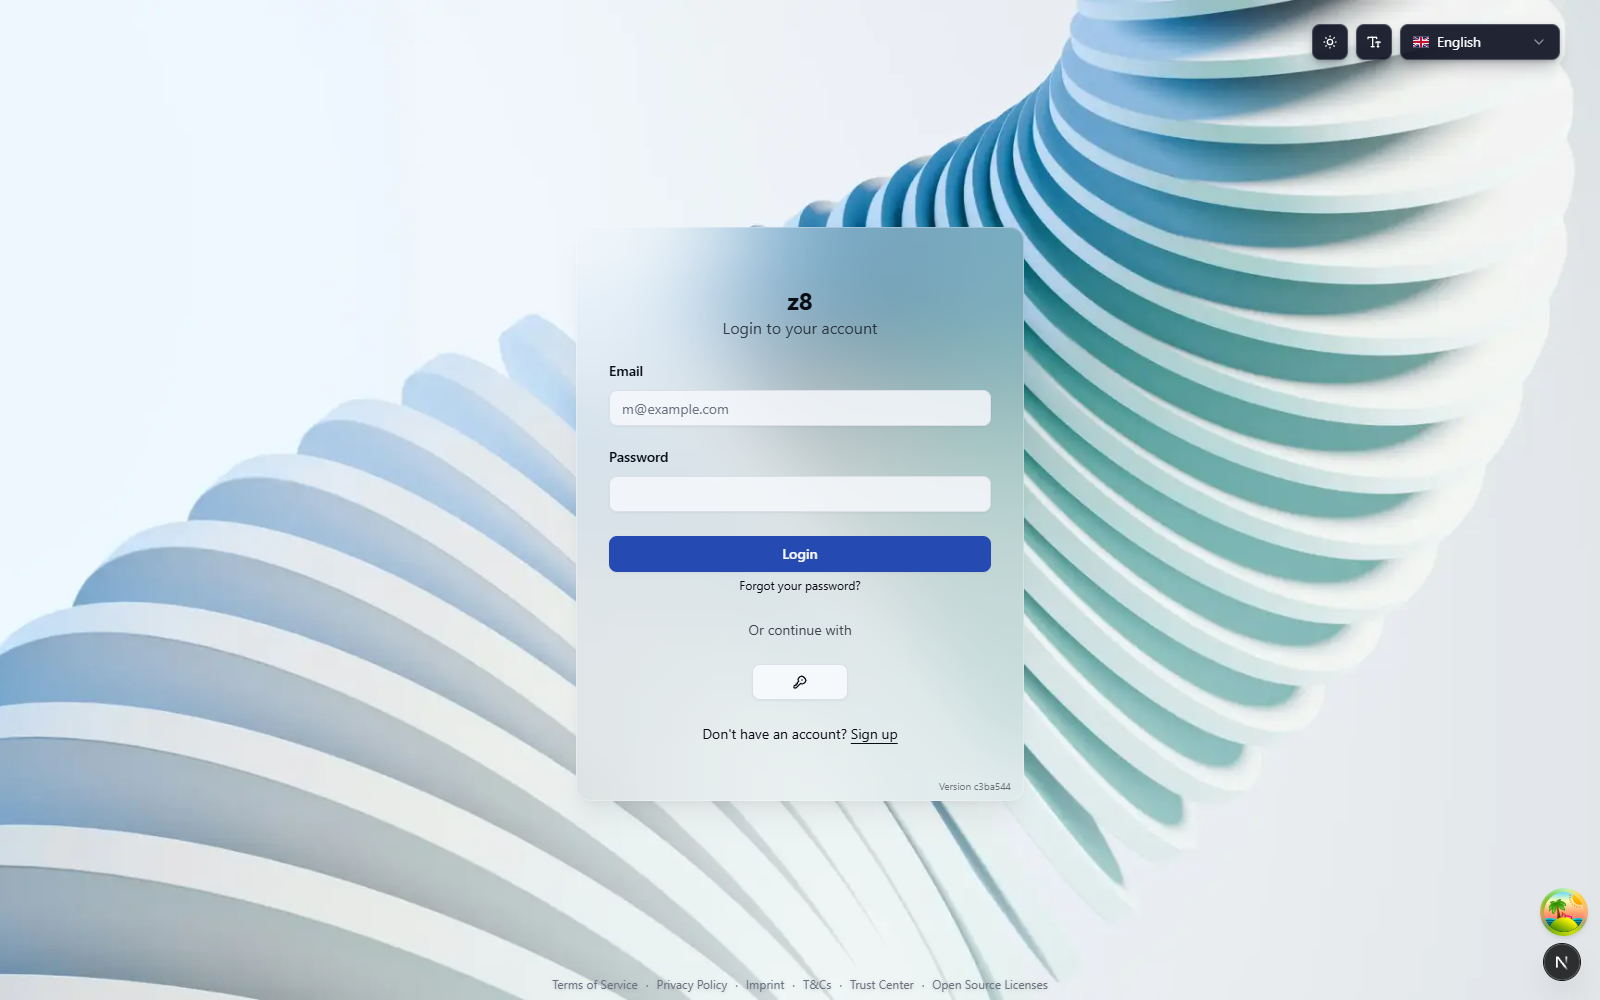 English
z8
Login to your account
Email
m@example.com
Password
Login
Forgot your password?
Or continue with
Don't have an account? Sign up
Version c3ba544
N
Terms of Service · Privacy Policy · Imprint · T&Cs · Trust Center · Open Source Licenses